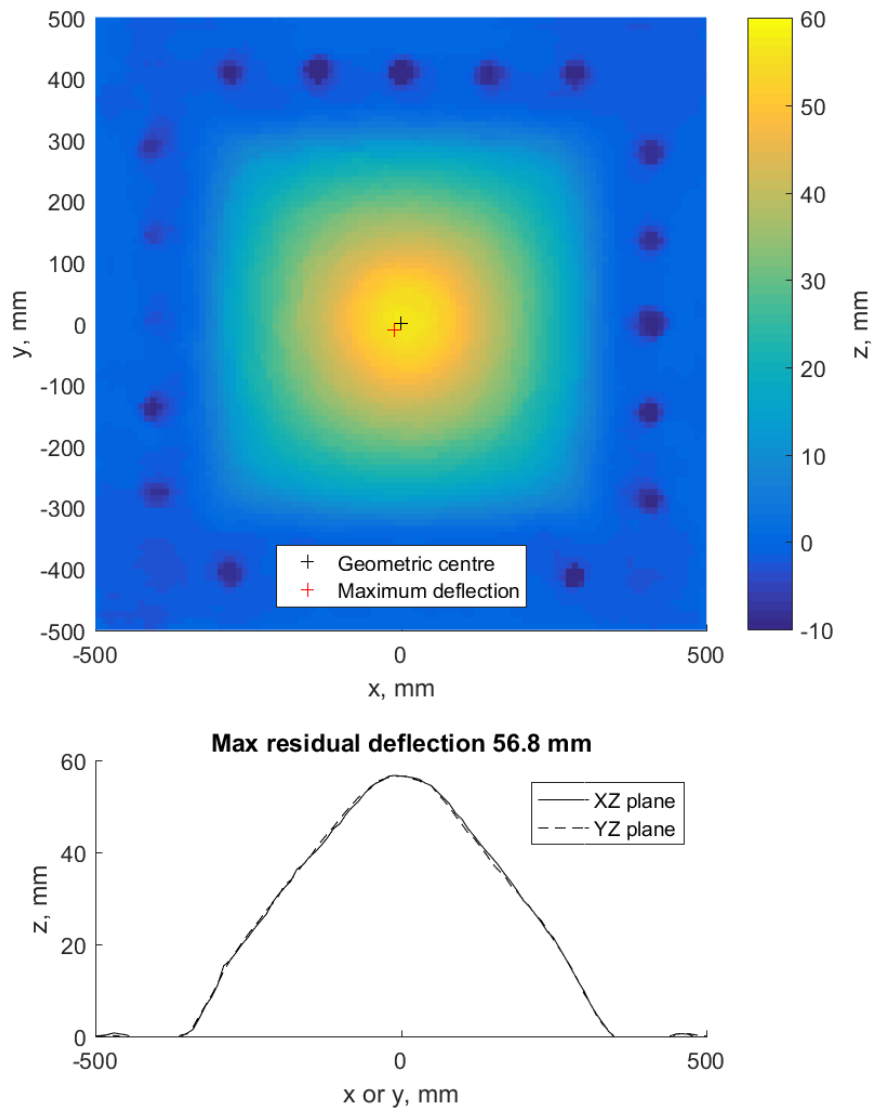 500
400
300
200
100
0
-100
-200
-300
-400
-500
y, mm
-500
0
500
x, mm
Geometric centre
Maximum deflection
60
50
40
30
20
10
0
-10
z, mm
Max residual deflection 56.8 mm
60
40
20
0
z, mm
XZ plane
YZ plane
-500
0
500
x or y, mm